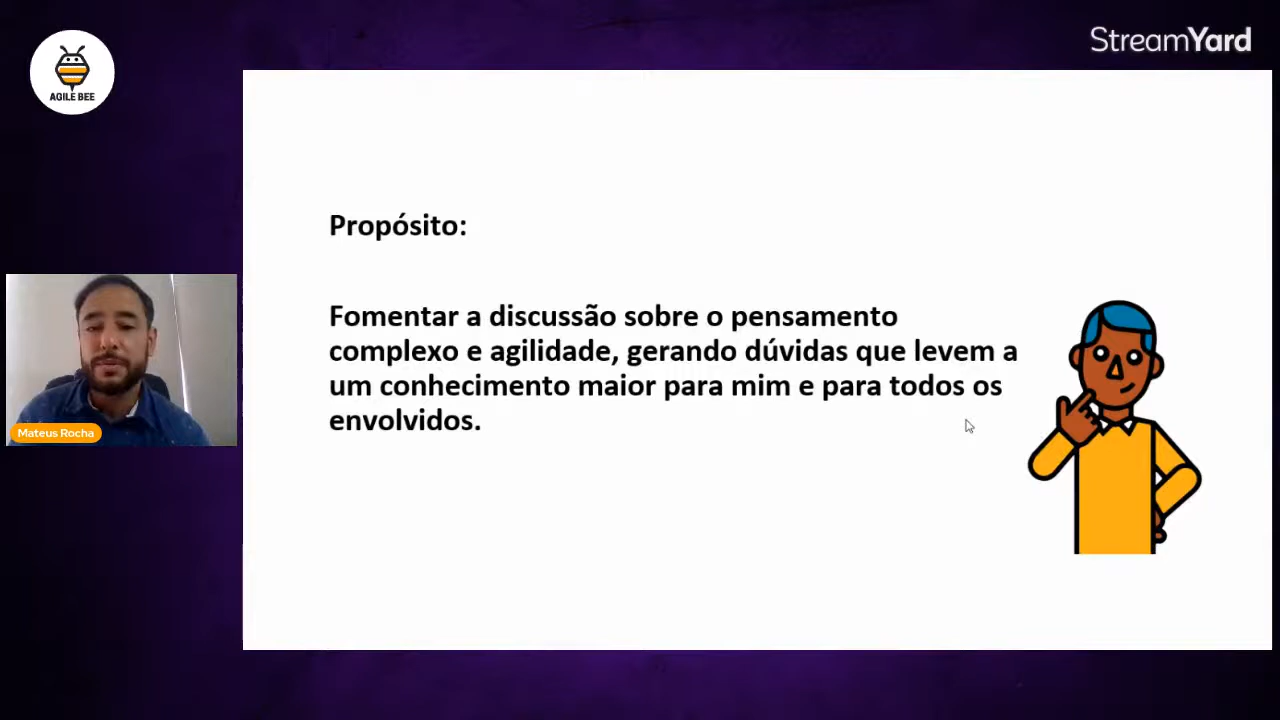 AGILE BEE
StreamYard
Propósito:
Fomentar a discussão sobre o pensamento
complexo e agilidade, gerando dúvidas que levem a
um conhecimento maior para mim e para todos os
envolvidos.
Mateus Rocha